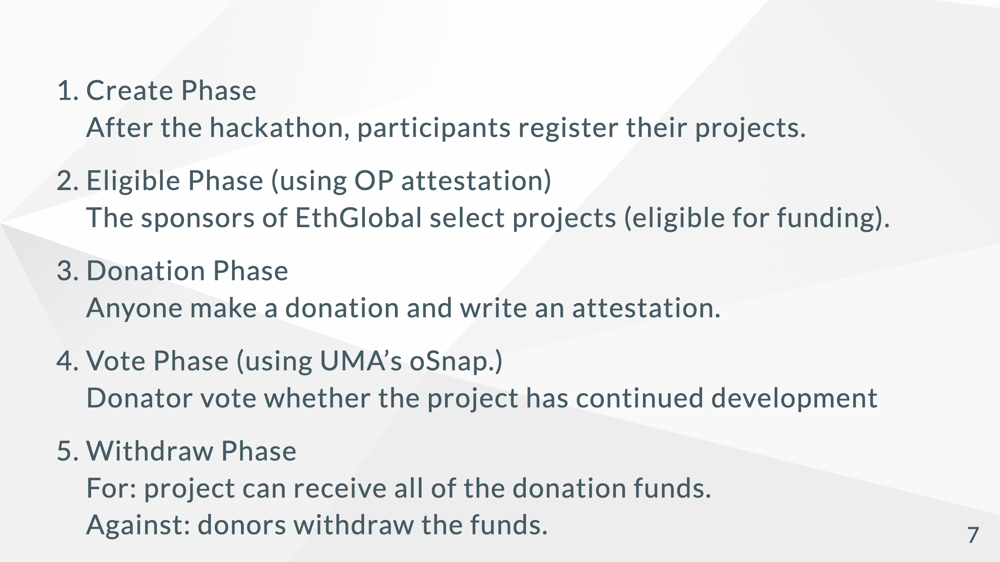 1. Create Phase
After the hackathon, participants register their projects.
2. Eligible Phase (using OP attestation)
The sponsors of EthGlobal select projects (eligible for funding).
3. Donation Phase
Anyone make a donation and write an attestation.
4. Vote Phase (using UMA’s oSnap.)
Donator vote whether the project has continued development
5. Withdraw Phase
For: project can receive all of the donation funds.
Against: donors withdraw the funds.
7